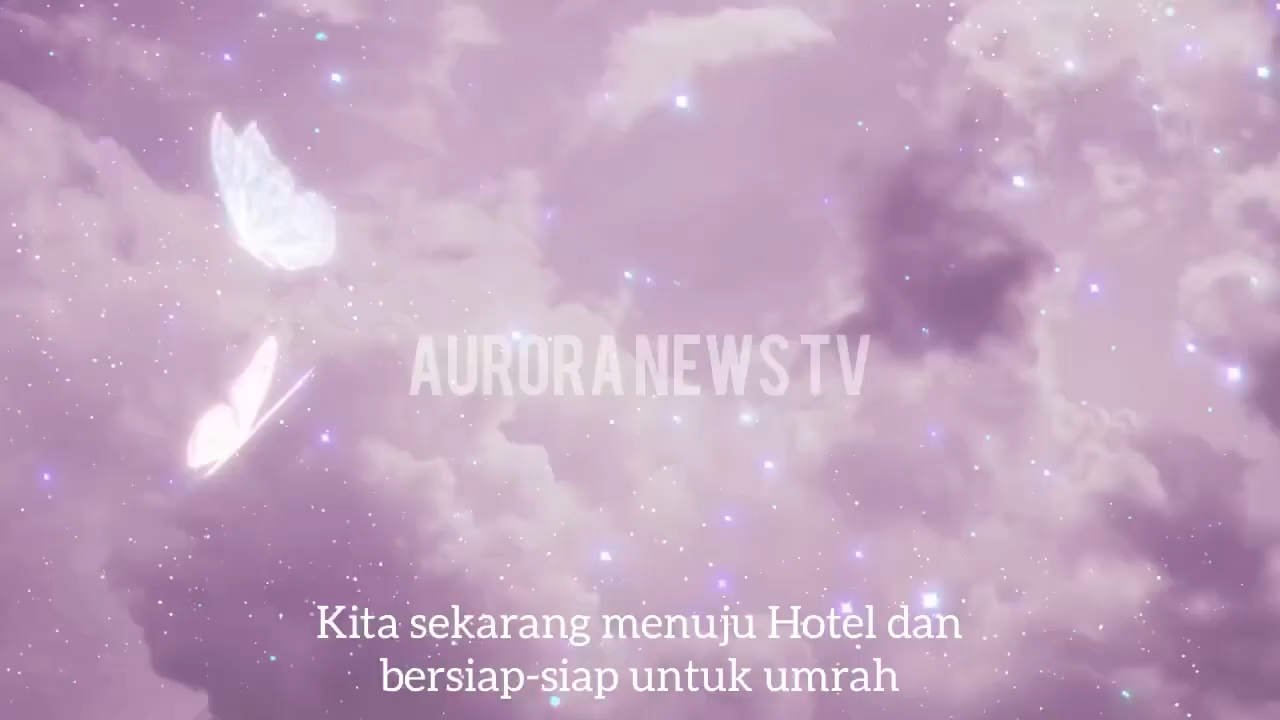 AURORA NEWS TV
Kita sekarang menuju Hotel dan
bersiap-siap untuk umrah